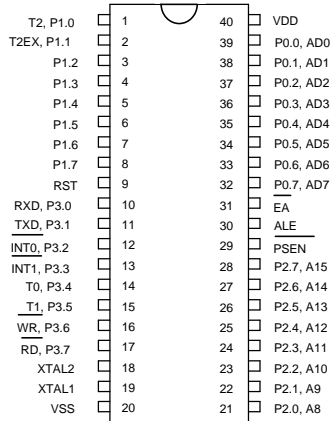 T2, P1.0 1 40 VDD
T2EX, P1.1 2 39 P0.0, AD0
P1.2 3 38 P0.1, AD1
P1.3 4 37 P0.2, AD2
P1.4 5 36 P0.3, AD3
P1.5 6 35 P0.4, AD4
P1.6 7 34 P0.5, AD5
P1.7 8 33 P0.6, AD6
RST 9 32 P0.7, AD7
RXD, P3.0 10 31 EA
TXD, P3.1 11 30 ALE
INT0, P3.2 12 29 PSEN
INT1, P3.3 13 28 P2.7, A15
T0, P3.4 14 27 P2.6, A14
T1, P3.5 15 26 P2.5, A13
WR, P3.6 16 25 P2.4, A12
RD, P3.7 17 24 P2.3, A11
XTAL2 18 23 P2.2, A10
XTAL1 19 22 P2.1, A9
VSS 20 21 P2.0, A8